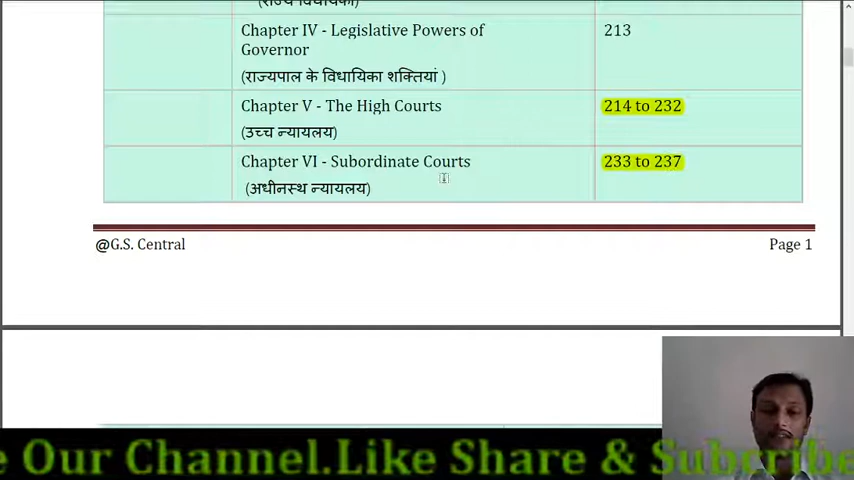 (राज्य विधायिका)
Chapter IV - Legislative Powers of
Governor
213
(राज्यपाल के विधायिका शक्तियां )
Chapter V - The High Courts
214 to 232
(उच्च न्यायलय)
Chapter VI - Subordinate Courts
233 to 237
(अधीनस्थ न्यायलय)
@G.S. Central
Page 1
e Our Channel.Like Share & Subcribe